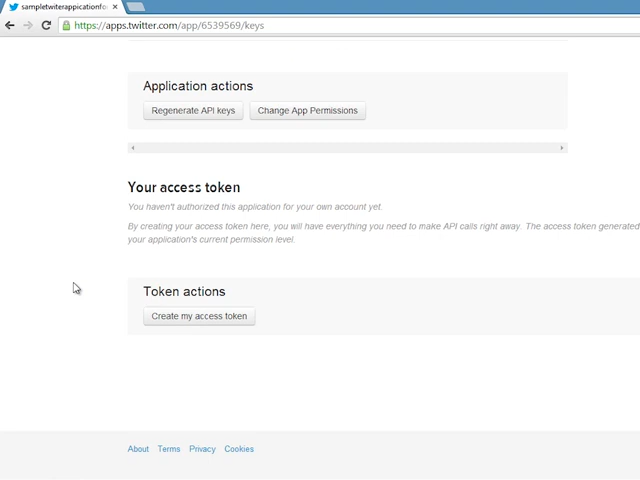 sampletwiterappicationfo
https://apps.twitter.com/app/6539569/keys
Application actions
Regenerate API keys Change App Permissions
Your access token
You haven't authorized this application for your own account yet.
By creating your access token here, you will have everything you need to make API calls right away. The access token generated
your application's current permission level.
Token actions
Create my access token
About Terms Privacy Cookies